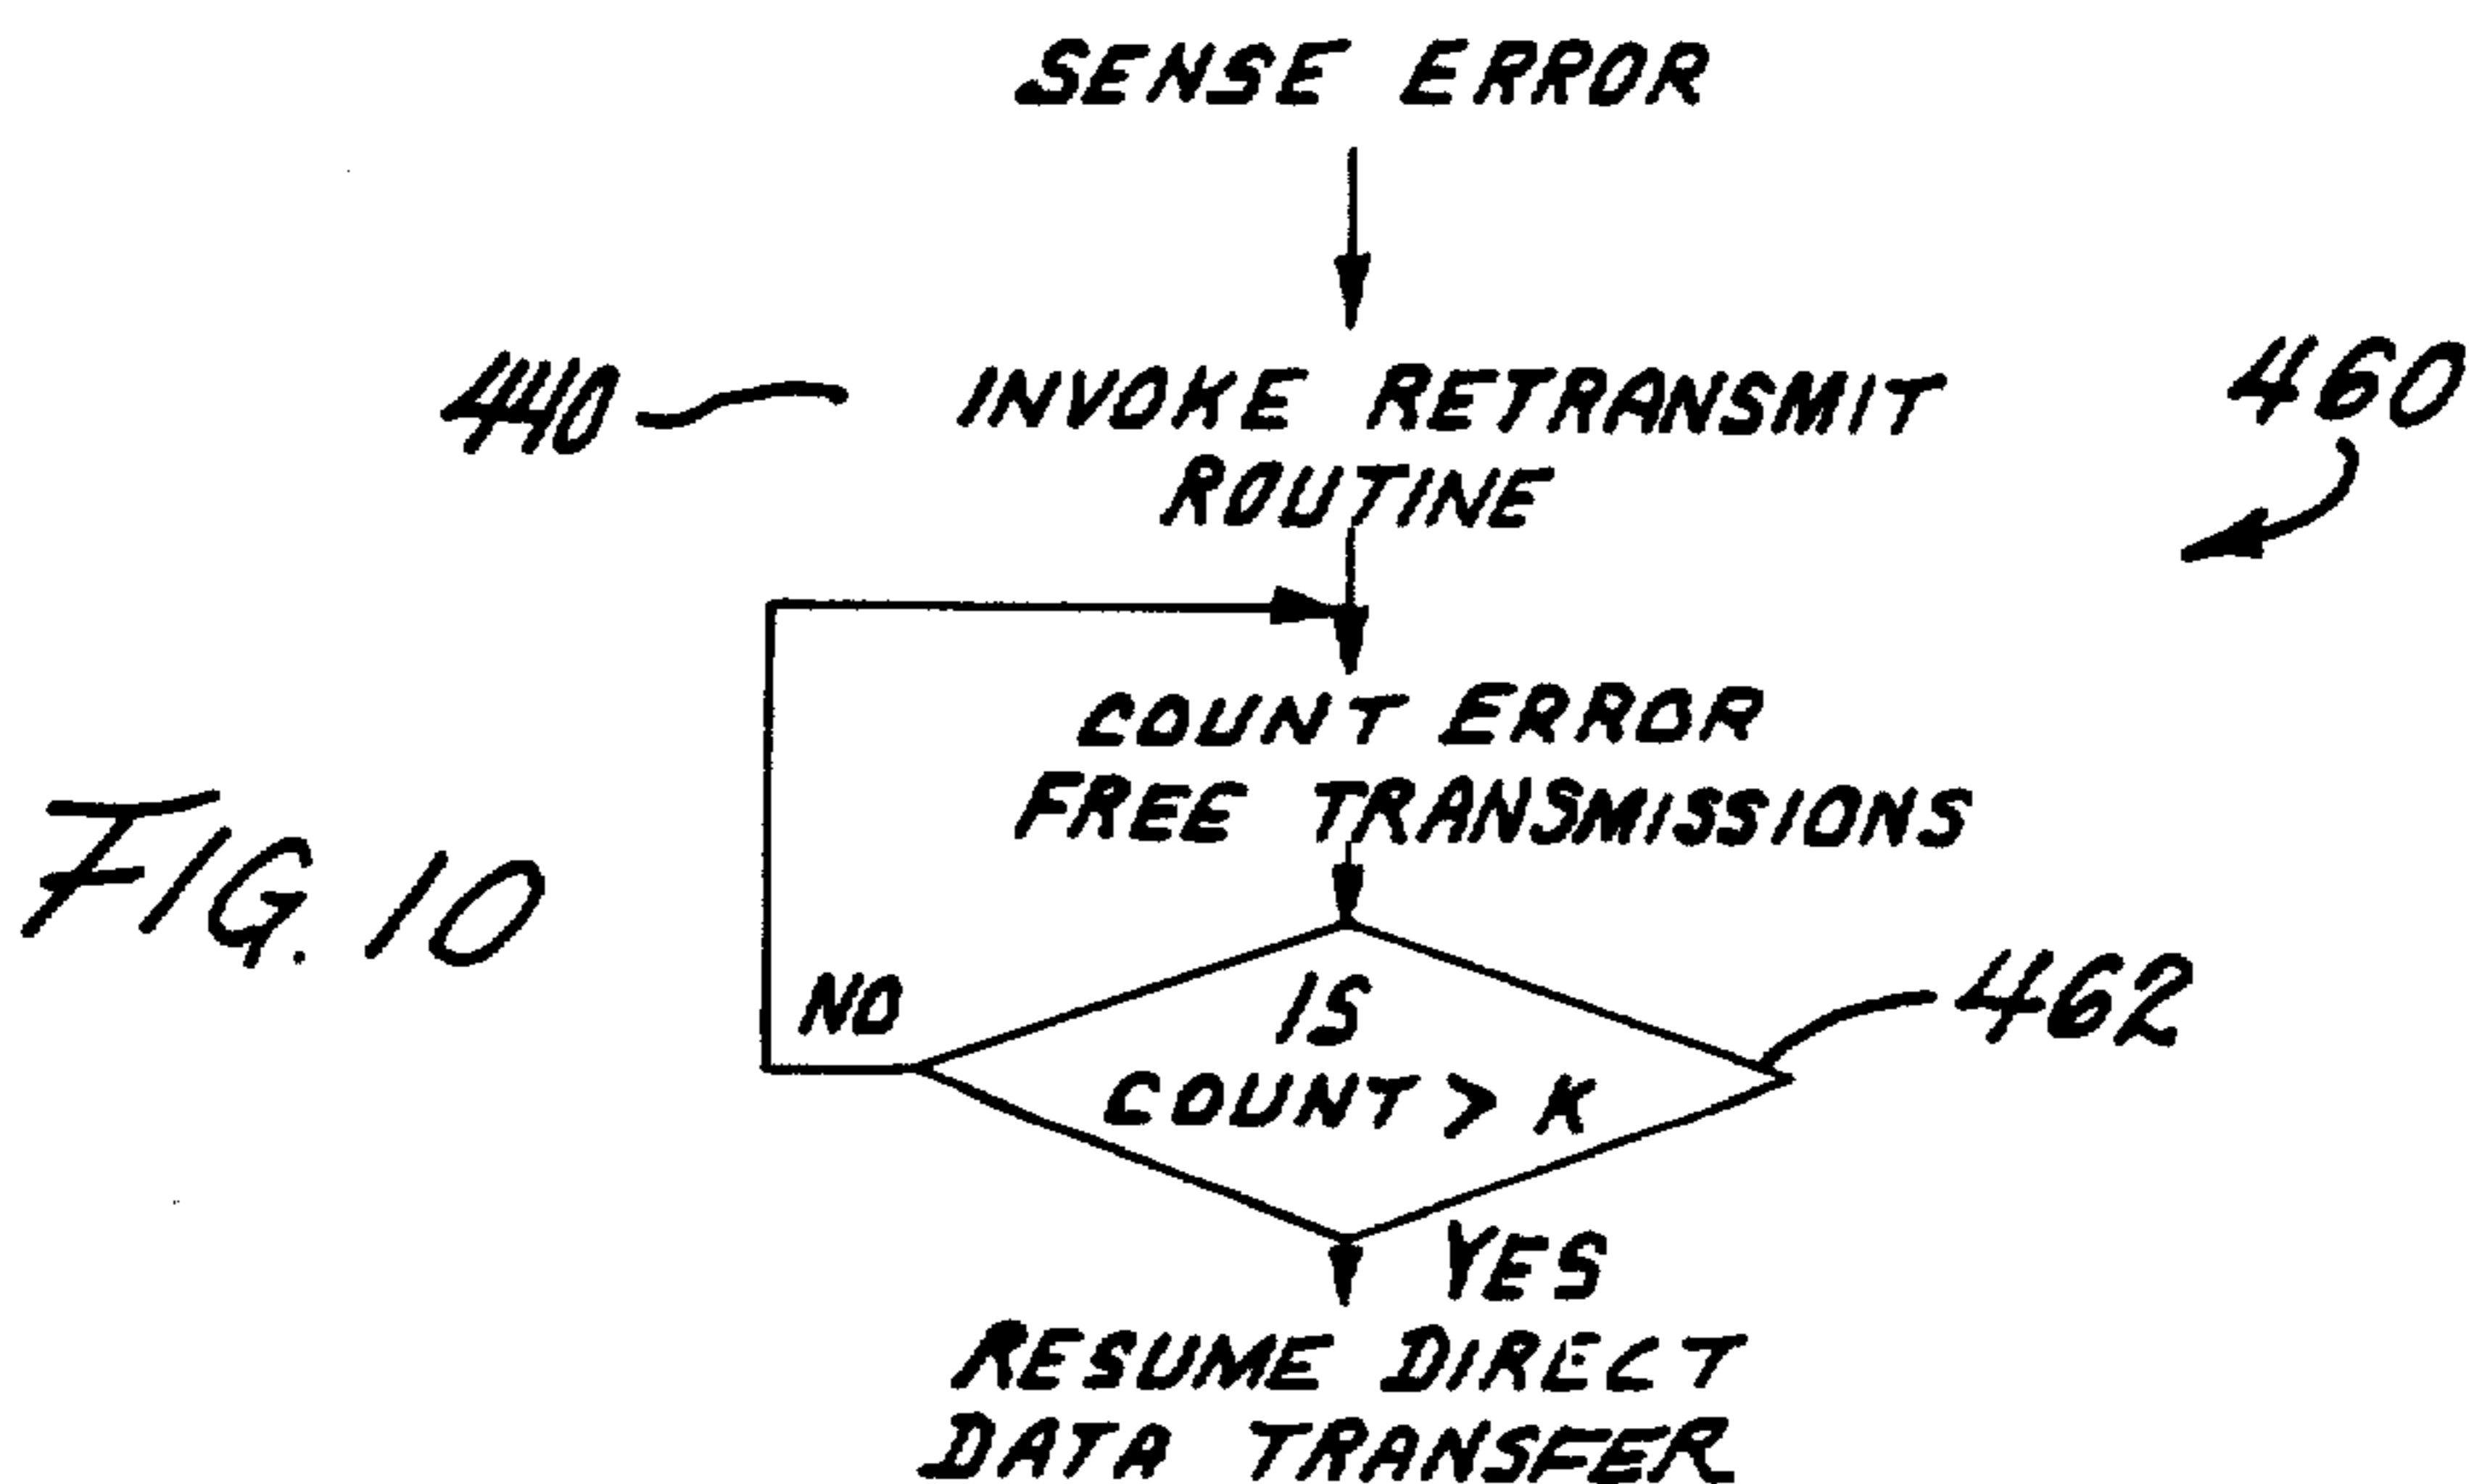 SENSE ERROR
440
INVOKE RETRANSMIT
ROUTINE
460
COUNT ERROR
FREE TRANSMISSIONS
FIG. 10
NO
IS
COUNT > K
462
YES
RESUME DIRECT
DATA TRANSFER